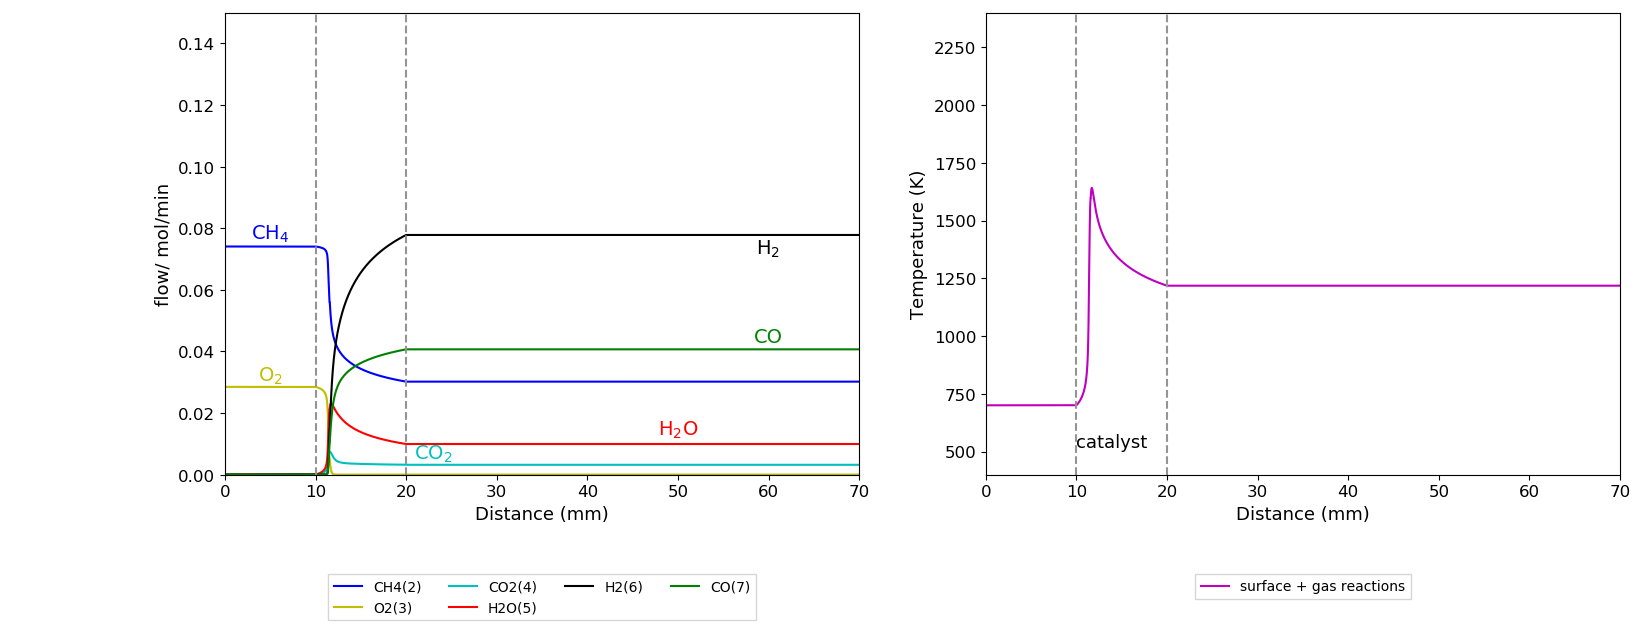 0.14
0.12
0.10
0.08
0.06
0.04
0.02
0.00
flow/ mol/min
CH₄
O₂
H₂
CO
H₂O
CO₂
0 10 20 30 40 50 60 70
Distance (mm)
CH4(2) CO2(4) H2(6) CO(7)
O2(3) H2O(5)
2250
2000
1750
1500
1250
1000
750
500
Temperature (K)
catalyst
0 10 20 30 40 50 60 70
Distance (mm)
surface + gas reactions